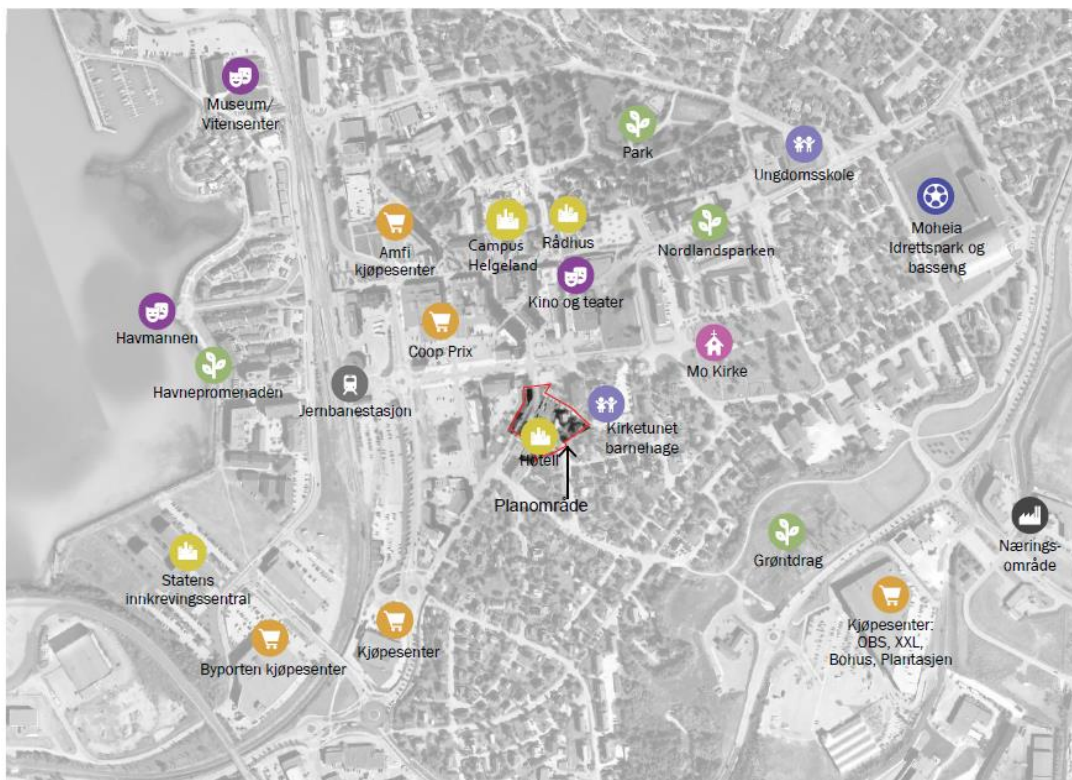 Museum/
Vitensenter
Park
Ungdomsskole
Amfi
kjøpesenter
Campus
Helgeland
Rådhus
Nordlandsparken
Moheia
Idrettspark og
basseng
Kino og teater
Havmannen
Coop Prix
Mo Kirke
Havnepromenaden
Jernbanestasjon
Kirketunet
barnehage
Hotell
Planområde
Grøntdrag
Nærings-
område
Statens
innkrevingssentral
Kjøpesenter
Byporten kjøpesenter
Kjøpesenter:
OBS, XXL,
Bohus, Plantasjen